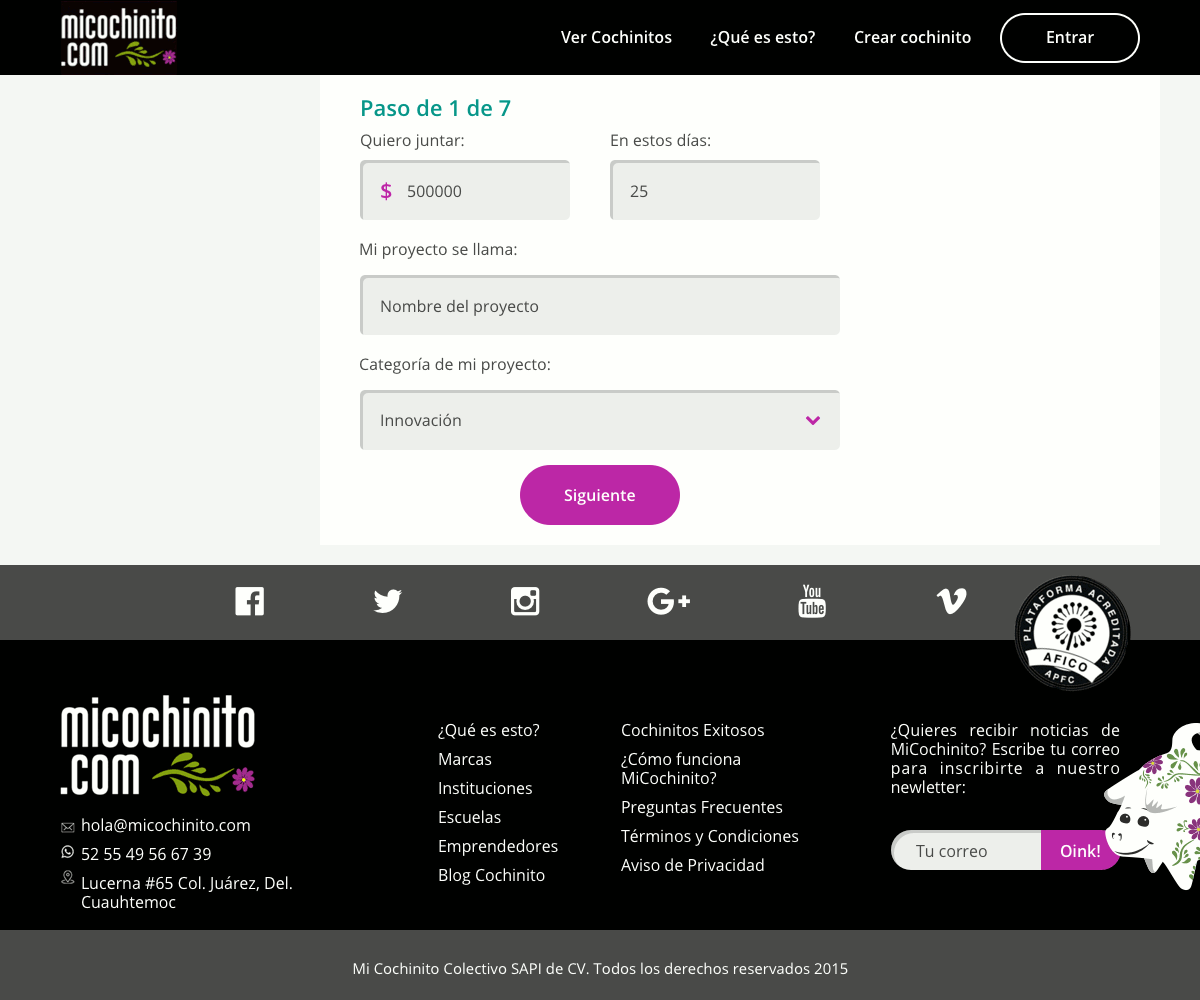 micochinito
.com
Ver Cochinitos
¿Qué es esto?
Crear cochinito
Entrar
Paso de 1 de 7
Quiero juntar:
En estos días:
$ 500000
25
Mi proyecto se llama:
Nombre del proyecto
Categoría de mi proyecto:
Innovación
Siguiente
G+
You
Tube
PLATAFORMA ACREDITADA
AFICO
APFC
micochinito
.com
hola@micochinito.com
52 55 49 56 67 39
Lucerna #65 Col. Juárez, Del.
Cuauhtemoc
¿Qué es esto?
Marcas
Instituciones
Escuelas
Emprendedores
Blog Cochinito
Cochinitos Exitosos
¿Cómo funciona
MiCochinito?
Preguntas Frecuentes
Términos y Condiciones
Aviso de Privacidad
¿Quieres recibir noticias de
MiCochinito? Escribe tu correo
para inscribirte a nuestro
newletter:
Tu correo
Oink!
Mi Cochinito Colectivo SAPI de CV. Todos los derechos reservados 2015